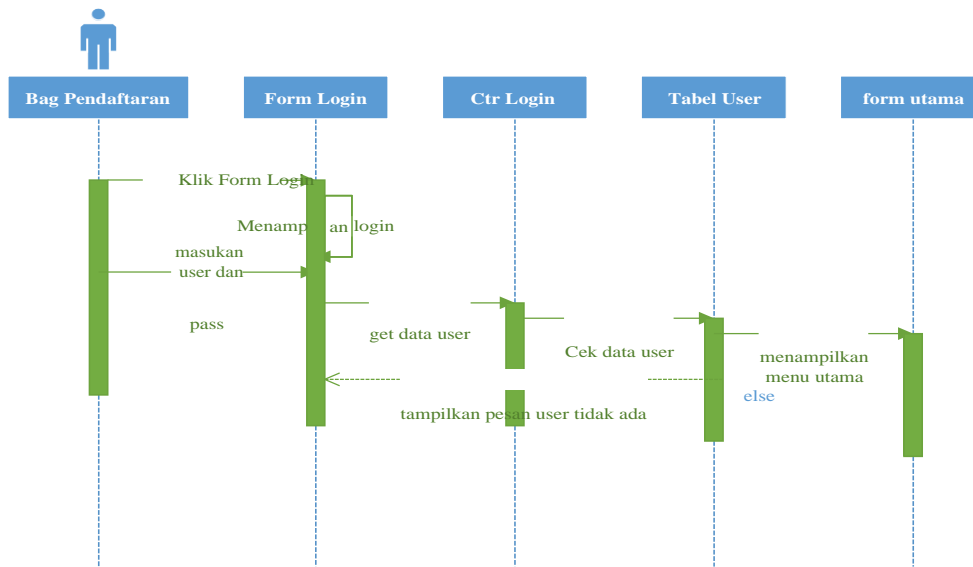 Bag Pendaftaran
Form Login
Ctr Login
Tabel User
form utama
Klik Form Login
Menamp an login
masukan
user dan
pass
get data user
Cek data user
menampilkan
menu utama
else
tampilkan pesan user tidak ada